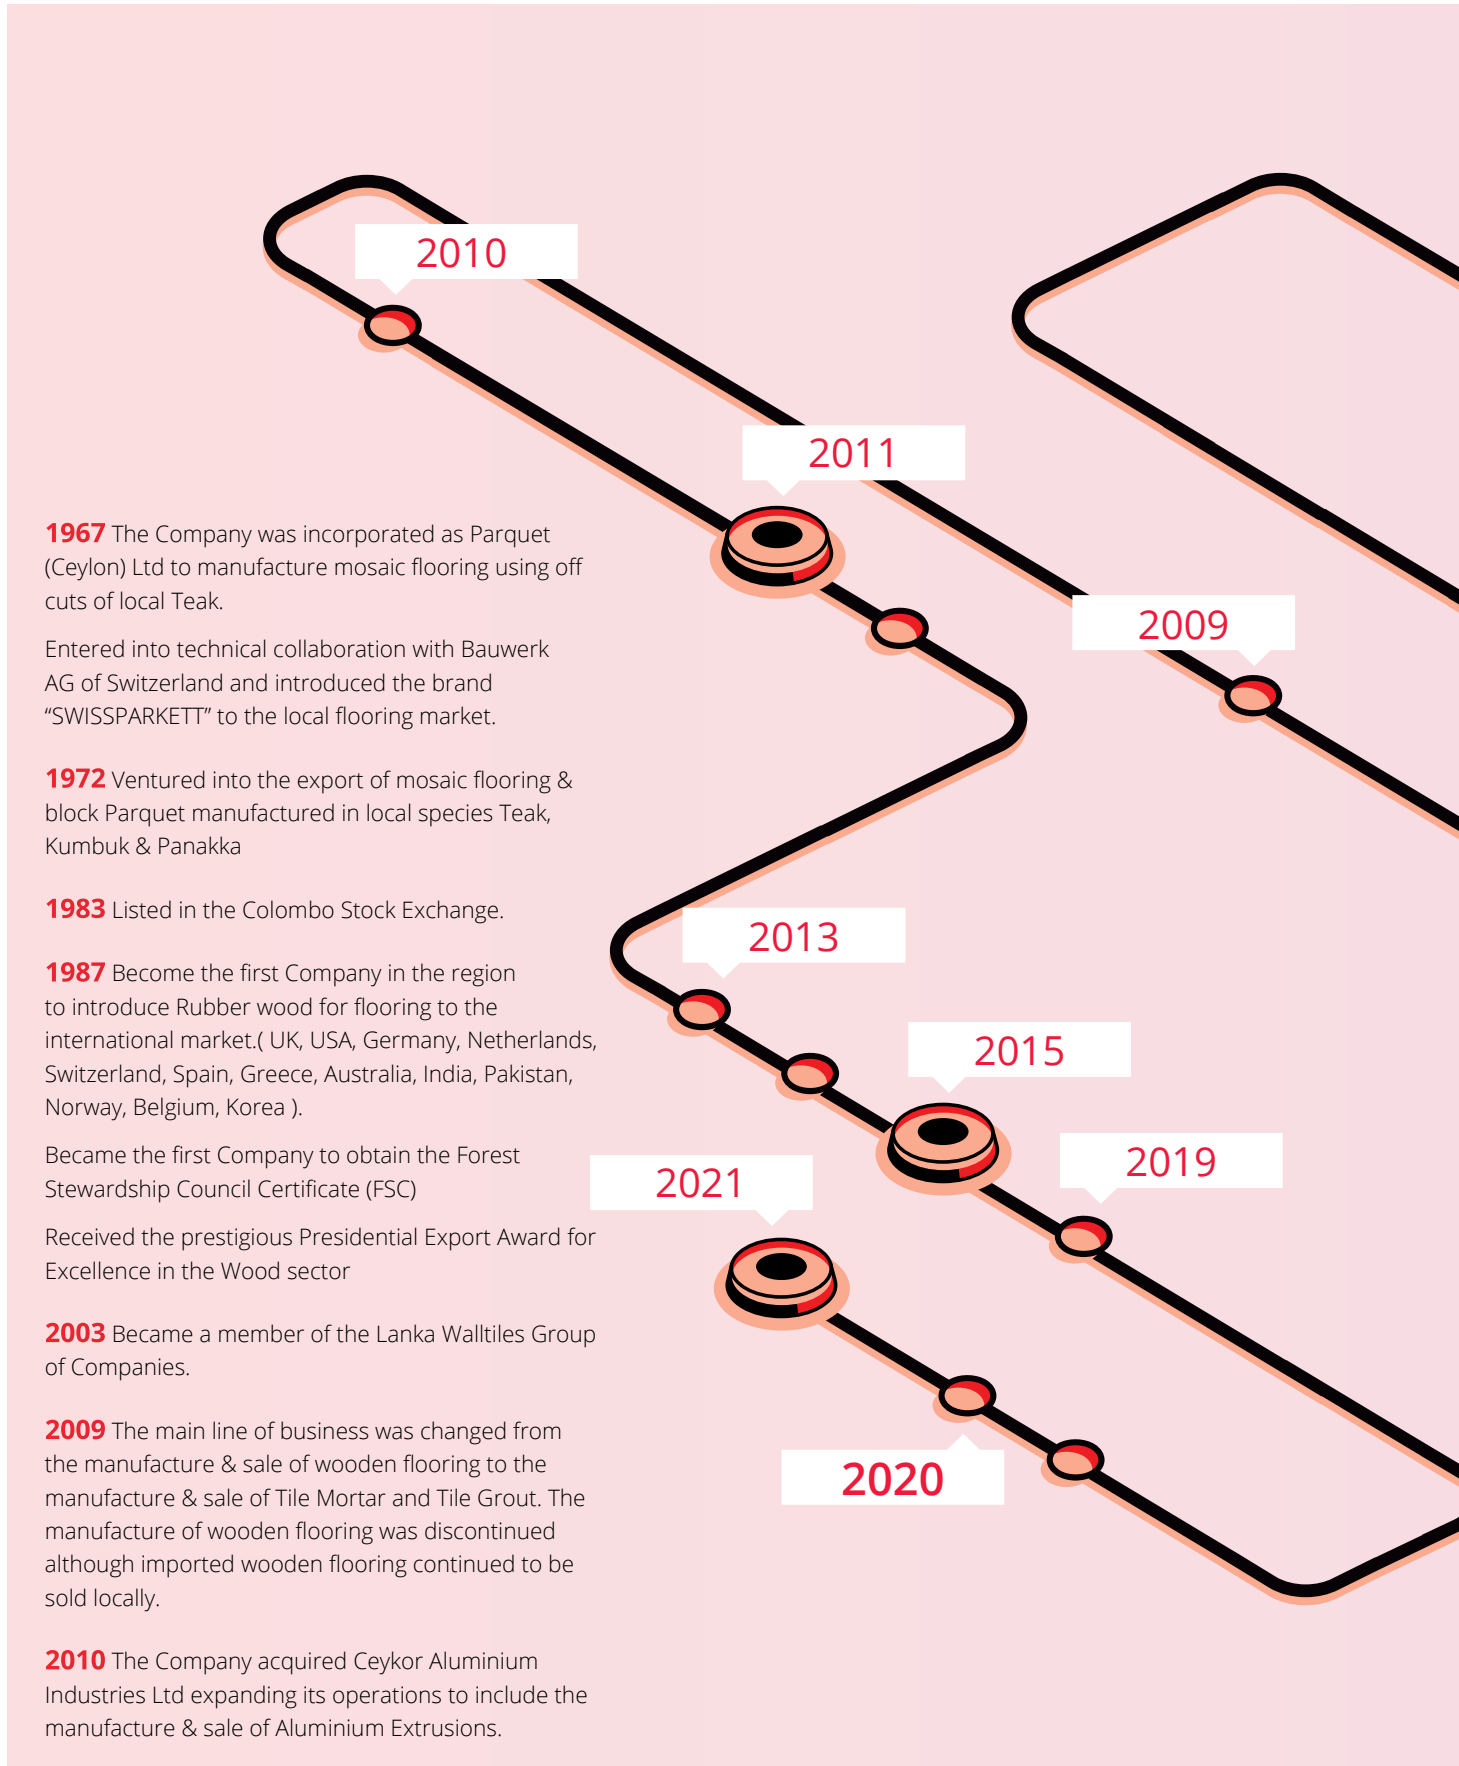 2010
2011
1967 The Company was incorporated as Parquet
(Ceylon) Ltd to manufacture mosaic flooring using off
cuts of local Teak.
Entered into technical collaboration with Bauwerk
AG of Switzerland and introduced the brand
“SWISSPARKETT” to the local flooring market.
1972 Ventured into the export of mosaic flooring &
block Parquet manufactured in local species Teak,
Kumbuk & Panakka
1983 Listed in the Colombo Stock Exchange.
1987 Become the first Company in the region
to introduce Rubber wood for flooring to the
international market.( UK, USA, Germany, Netherlands,
Switzerland, Spain, Greece, Australia, India, Pakistan,
Norway, Belgium, Korea ).
Became the first Company to obtain the Forest
Stewardship Council Certificate (FSC)
Received the prestigious Presidential Export Award for
Excellence in the Wood sector
2003 Became a member of the Lanka Walltiles Group
of Companies.
2009 The main line of business was changed from
the manufacture & sale of wooden flooring to the
manufacture & sale of Tile Mortar and Tile Grout. The
manufacture of wooden flooring was discontinued
although imported wooden flooring continued to be
sold locally.
2010 The Company acquired Ceykor Aluminium
Industries Ltd expanding its operations to include the
manufacture & sale of Aluminium Extrusions.
2009
2013
2015
2019
2021
2020